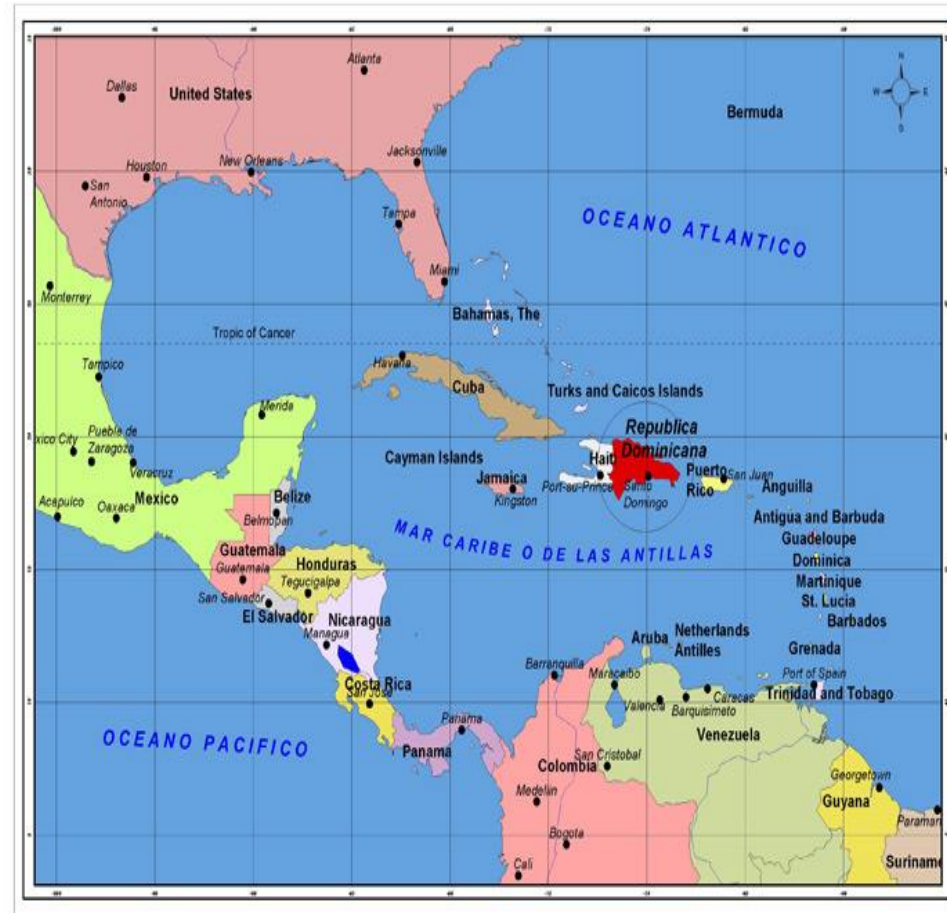 Atlanta
Dallas
United States
N
W
E
S
Bermuda
Jacksonville
New Orleans
Houston
San
Antonio
OCEANO ATLANTICO
Tampa
Miami
Monterrey
Bahamas, The
Tropic of Cancer
Havana
Tampico
Cuba
Turks and Caicos Islands
Merida
Republica
Dominicana
xico City
Puebla de
Zaragoza
Veracruz
Cayman Islands
Haiti
Puerto
Rico
San Juan
Jamaica
Kingston
Port-au-Prince
Santo
Domingo
Anguilla
Acapulco
Oaxaca
Mexico
Belize
Belmopan
Antigua and Barbuda
MAR CARIBE O DE LAS ANTILLAS
Guadeloupe
Guatemala
Guatemala
Honduras
Tegucigalpa
Dominica
Martinique
San Salvador
El Salvador
Nicaragua
St. Lucia
Barbados
Managua
Aruba
Netherlands
Antilles
Grenada
Barranquilla
Maracaibo
Port of Spain
Costa Rica
San Jose
Trinidad and Tobago
Valencia
Barquisimeto
Caracas
Panama
OCEANO PACIFICO
Panama
Venezuela
San Cristobal
Colombia
Georgetown
Medellin
Guyana
Paramari
Bogota
Suriname
Cali